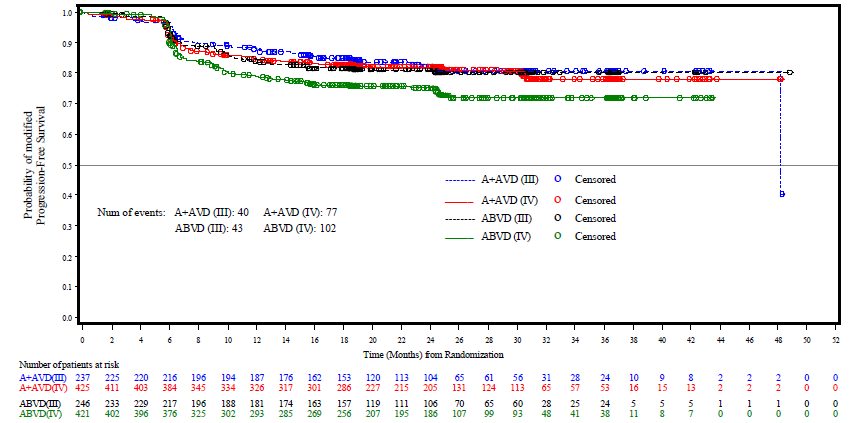 1.0
0.9
0.8
0.7
0.6
0.5
0.4
0.3
0.2
0.1
0.0
Probability of modified
Progression-Free Survival
A+AVD (III) Censored
A+AVD (IV) Censored
ABVD (III) Censored
ABVD (IV) Censored
Num of events: A+AVD (III): 40 A+AVD (IV): 77
ABVD (III): 43 ABVD (IV): 102
0 2 4 6 8 10 12 14 16 18 20 22 24 26 28 30 32 34 36 38 40 42 44 46 48 50 52
Time (Months) from Randomization
Number of patients at risk
A+AVD(III) 237 225 220 216 196 194 187 176 162 153 120 113 104 65 61 56 31 28 24 10 9 8 2 2 2 0 0
A+AVD(IV) 425 411 403 384 345 334 326 317 301 286 227 215 205 131 124 113 65 57 53 16 15 13 2 2 2 0 0
ABVD(III) 246 233 229 217 196 188 181 174 163 157 119 111 106 70 65 60 28 25 24 5 5 5 1 1 1 0 0
ABVD(IV) 421 402 396 376 325 302 293 285 269 256 207 195 186 107 99 93 48 41 38 11 8 7 0 0 0 0 0